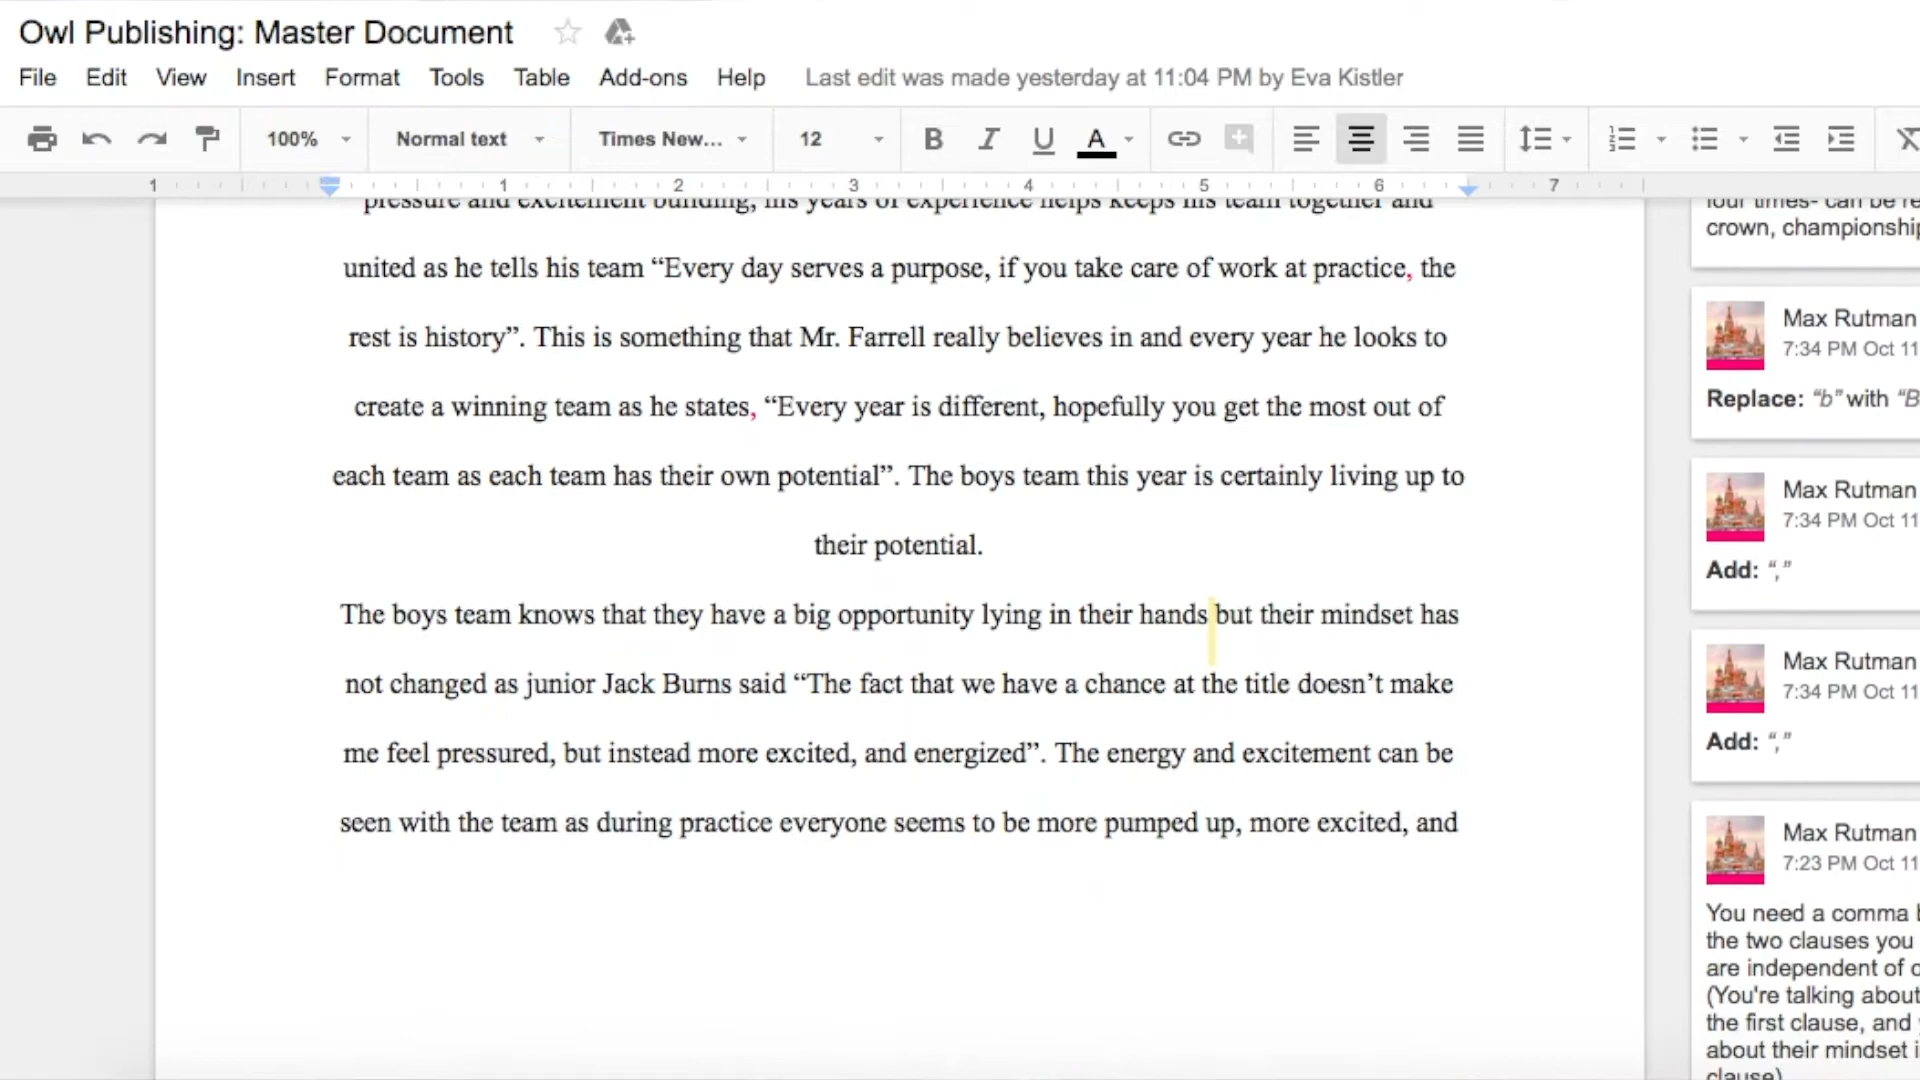 Owl Publishing: Master Document
File Edit View Insert Format Tools Table Add-ons Help Last edit was made yesterday at 11:04 PM by Eva Kistler
100% Normal text Times New... 12 B I U A
1 1 2 3 4 5 6 7
pressure and excitement building, his years of experience helps keeps his team together and
united as he tells his team “Every day serves a purpose, if you take care of work at practice, the
rest is history”. This is something that Mr. Farrell really believes in and every year he looks to
create a winning team as he states, “Every year is different, hopefully you get the most out of
each team as each team has their own potential”. The boys team this year is certainly living up to
their potential.
The boys team knows that they have a big opportunity lying in their hands but their mindset has
not changed as junior Jack Burns said “The fact that we have a chance at the title doesn’t make
me feel pressured, but instead more excited, and energized”. The energy and excitement can be
seen with the team as during practice everyone seems to be more pumped up, more excited, and
four times- can be re
crown, championship
Max Rutman
7:34 PM Oct 11
Replace: “b” with “B
Max Rutman
7:34 PM Oct 11
Add: “,”
Max Rutman
7:34 PM Oct 11
Add: “,”
Max Rutman
7:23 PM Oct 11
You need a comma b
the two clauses you
are independent of
(You're talking about
the first clause, and
about their mindset i
clause)